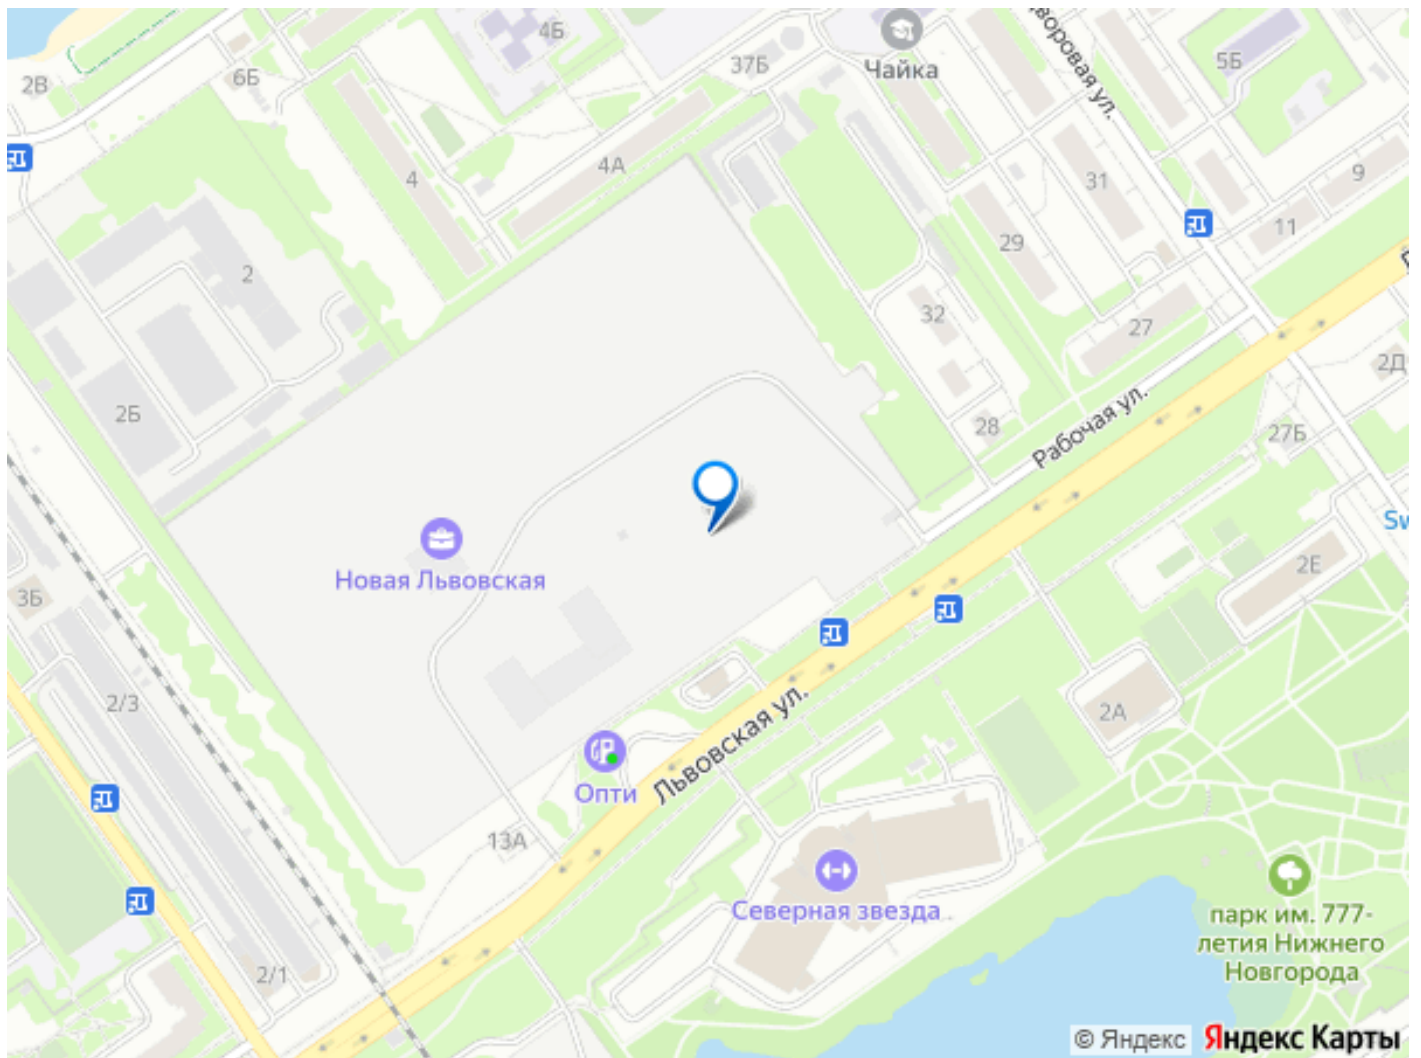 4Б
воровая ул.
Чайка
37Б
5Б
6Б
2В
4А
4
31
9
11
29
2
32
27
2Д
2Б
28
Рабочая ул.
27Б
Sw
Новая Львовская
2Е
3Б
2/3
2А
Львовская ул.
Опти
13А
Северная звезда
парк им. 777-
летия Нижнего
Новгорода
2/1
© Яндекс Яндекс Карты